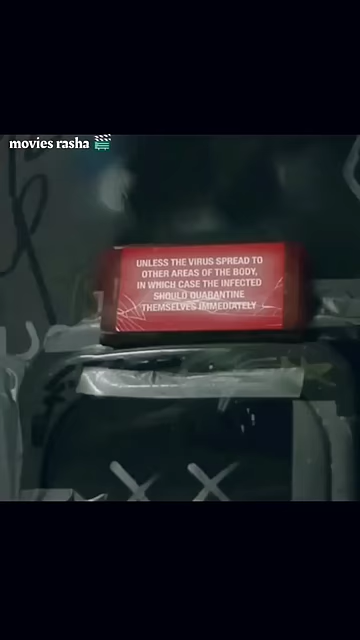 movies rasha
UNLESS THE VIRUS SPREAD TO
OTHER AREAS OF THE BODY,
IN WHICH CASE THE INFECTED
SHOULD QUARANTINE
THEMSELVES IMMEDIATELY
X X